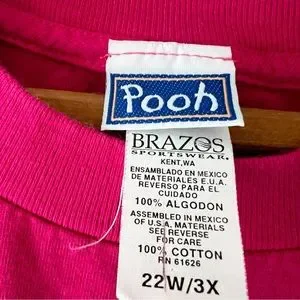 Pooh
BRAZOS
SPORTSWEAR.
KENT, WA
ENSAMBLADO EN MEXICO
DE MATERIALES E.U.A.
REVERSO PARA EL
CUIDADO
100% ALGODON
ASSEMBLED IN MEXICO
OF U.S.A. MATERIALS
SEE REVERSE
FOR CARE
100% COTTON
RN 61626
22W/3X